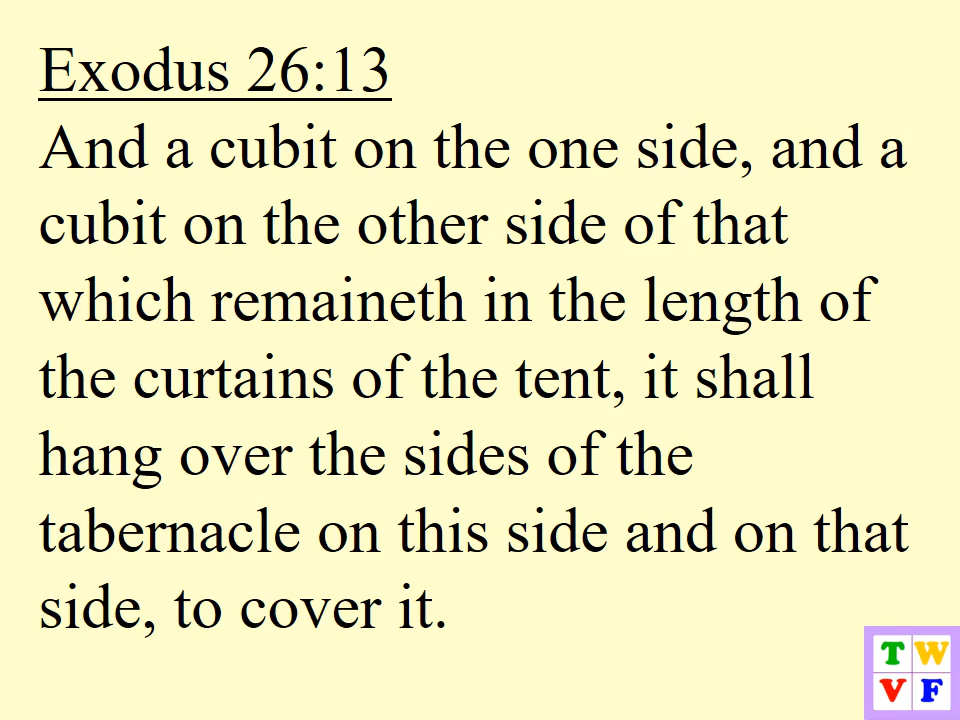 Exodus 26:13
And a cubit on the one side, and a
cubit on the other side of that
which remaineth in the length of
the curtains of the tent, it shall
hang over the sides of the
tabernacle on this side and on that
side, to cover it.
T W
V F